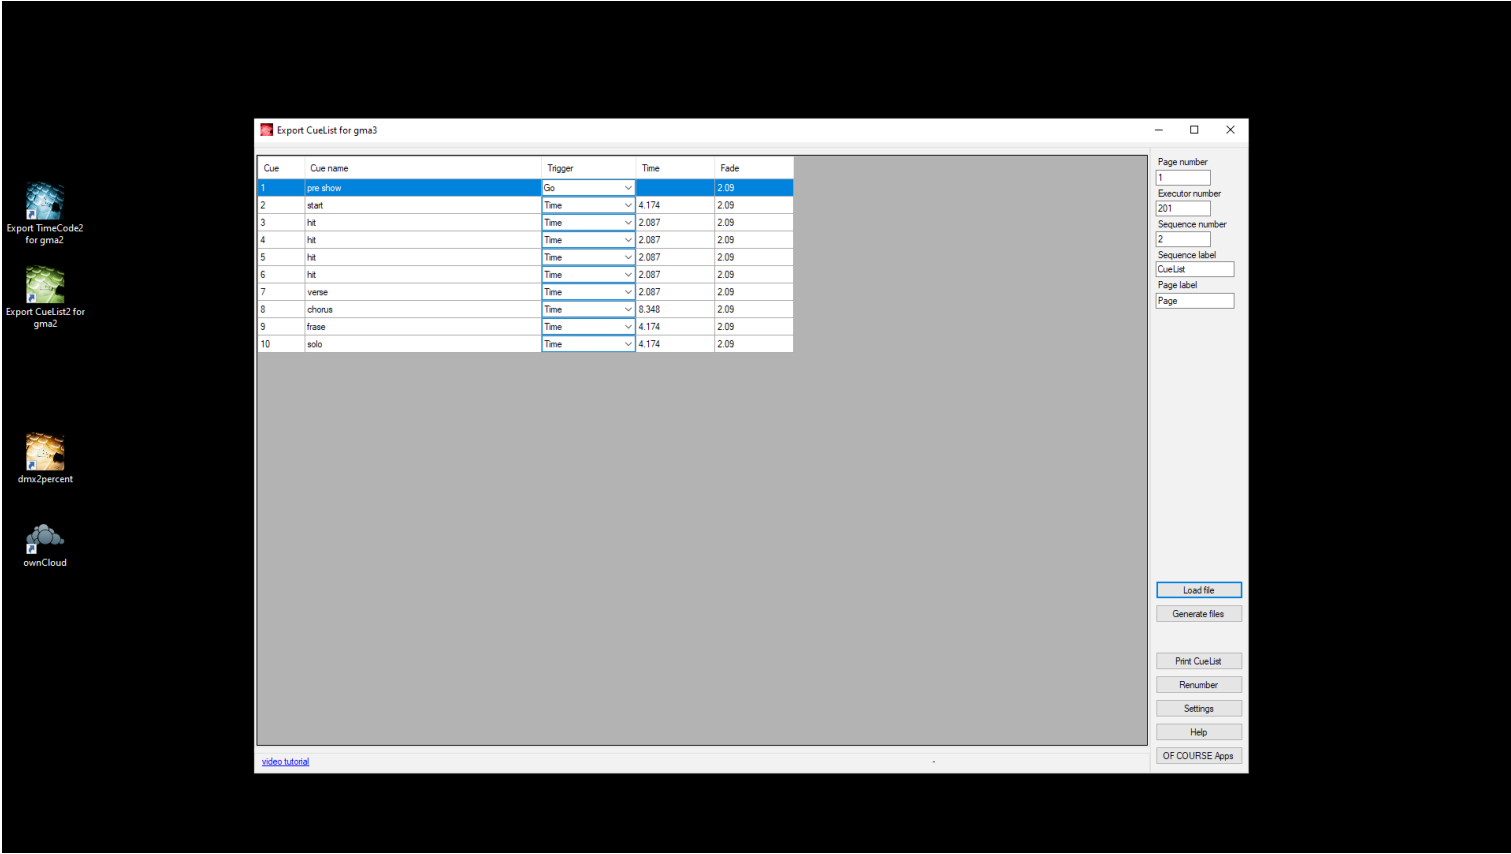 Export TimeCode2
for gma2
Export CueList2 for
gma2
dmx2percent
ownCloud
Export CueList for gma3
Cue Cue name Trigger Time Fade
1 pre show Go 2.09
2 start Time 4.174 2.09
3 hit Time 2.087 2.09
4 hit Time 2.087 2.09
5 hit Time 2.087 2.09
6 hit Time 2.087 2.09
7 verse Time 2.087 2.09
8 chorus Time 8.348 2.09
9 frase Time 4.174 2.09
10 solo Time 4.174 2.09
Page number
1
Executor number
201
Sequence number
2
Sequence label
CueList
Page label
Page
Load file
Generate files
Print CueList
Renumber
Settings
Help
OF COURSE Apps
video tutorial
-